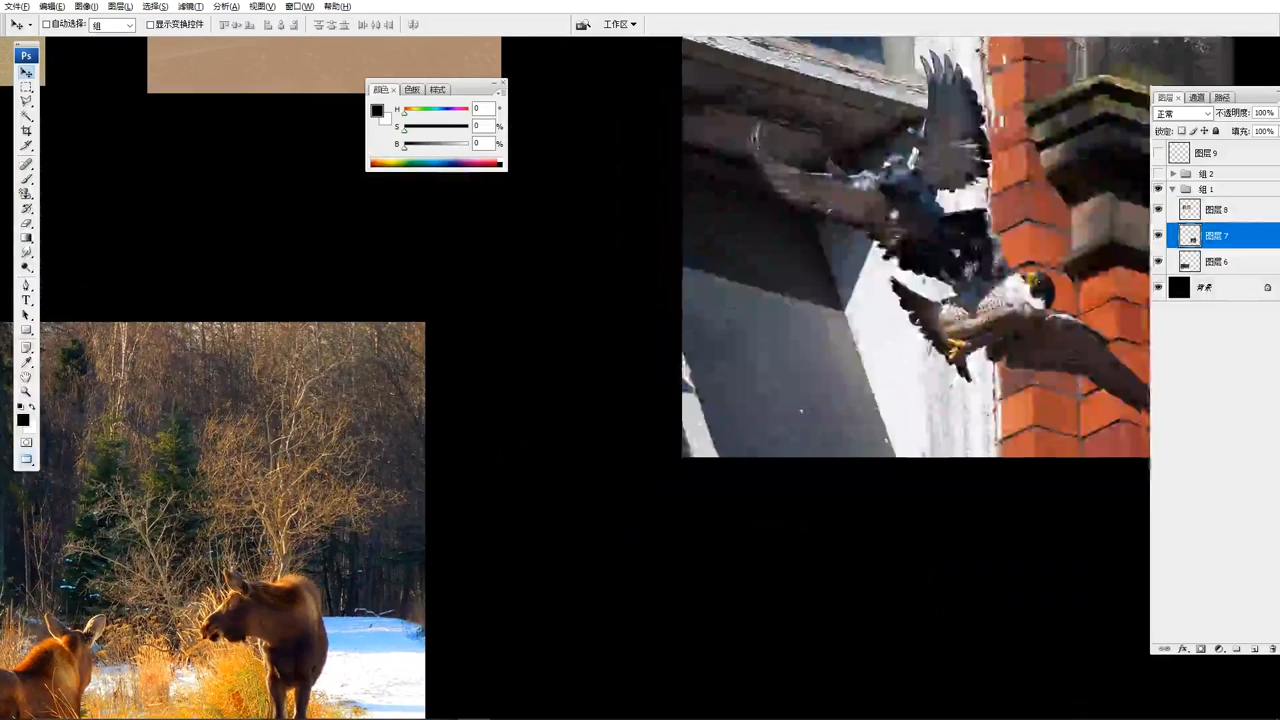 文件(F) 编辑(E) 图像(I) 图层(L) 选择(S) 滤镜(T) 分析(A) 视图(V) 窗口(W) 帮助(H)
自动选择: 组 显示变换控件 工作区
Ps
颜色 × 色板 样式
H 0 °
S 0 %
B 0 %
图层 × 通道 路径
正常 不透明度: 100%
锁定: 填充: 100%
图层 9
组 2
组 1
图层 8
图层 7
图层 6
背景
T
fx